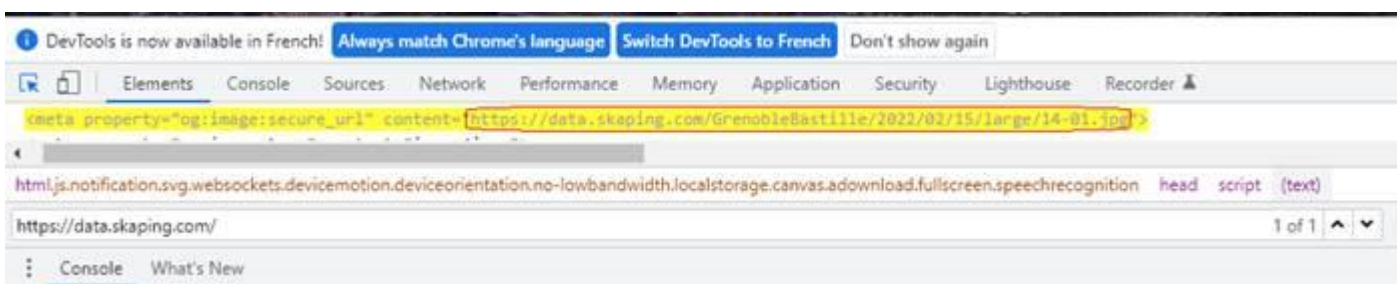 DevTools is now available in French! Always match Chrome's language Switch DevTools to French Don't show again
Elements Console Sources Network Performance Memory Application Security Lighthouse Recorder
<meta property="og:image:secure_url" content="https://data.skaping.com/GrenobleBastille/2022/02/15/large/14-01.jpg">
html.js.notification.svg.websockets.devicemotion.deviceorientation.no-lowbandwidth.localstorage.canvas.adownload.fullscreen.speechrecognition head script (text)
https://data.skaping.com/ 1 of 1
Console What's New